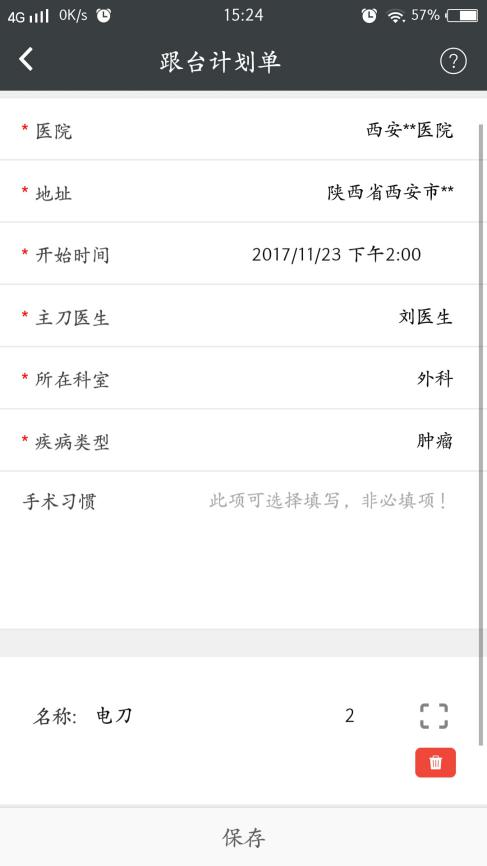 4G 0K/s 15:24 57%
跟台计划单 ?
* 医院 西安**医院
* 地址 陕西省西安市**
* 开始时间 2017/11/23 下午2:00
* 主刀医生 刘医生
* 所在科室 外科
* 疾病类型 肿瘤
手术习惯 此项可选择填写，非必填项！
名称: 电刀 2
保存